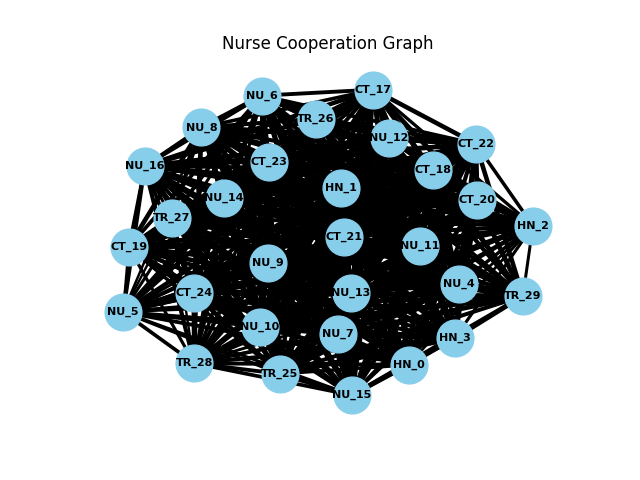 Nurse Cooperation Graph
CT_17
NU_6
TR_26
NU_8
NU_12
CT_22
CT_23
NU_16
CT_18
HN_1
NU_14
CT_20
TR_27
HN_2
CT_21
NU_11
CT_19
NU_9
NU_4
CT_24
NU_13
TR_29
NU_5
NU_10
NU_7
HN_3
TR_28
HN_0
TR_25
NU_15